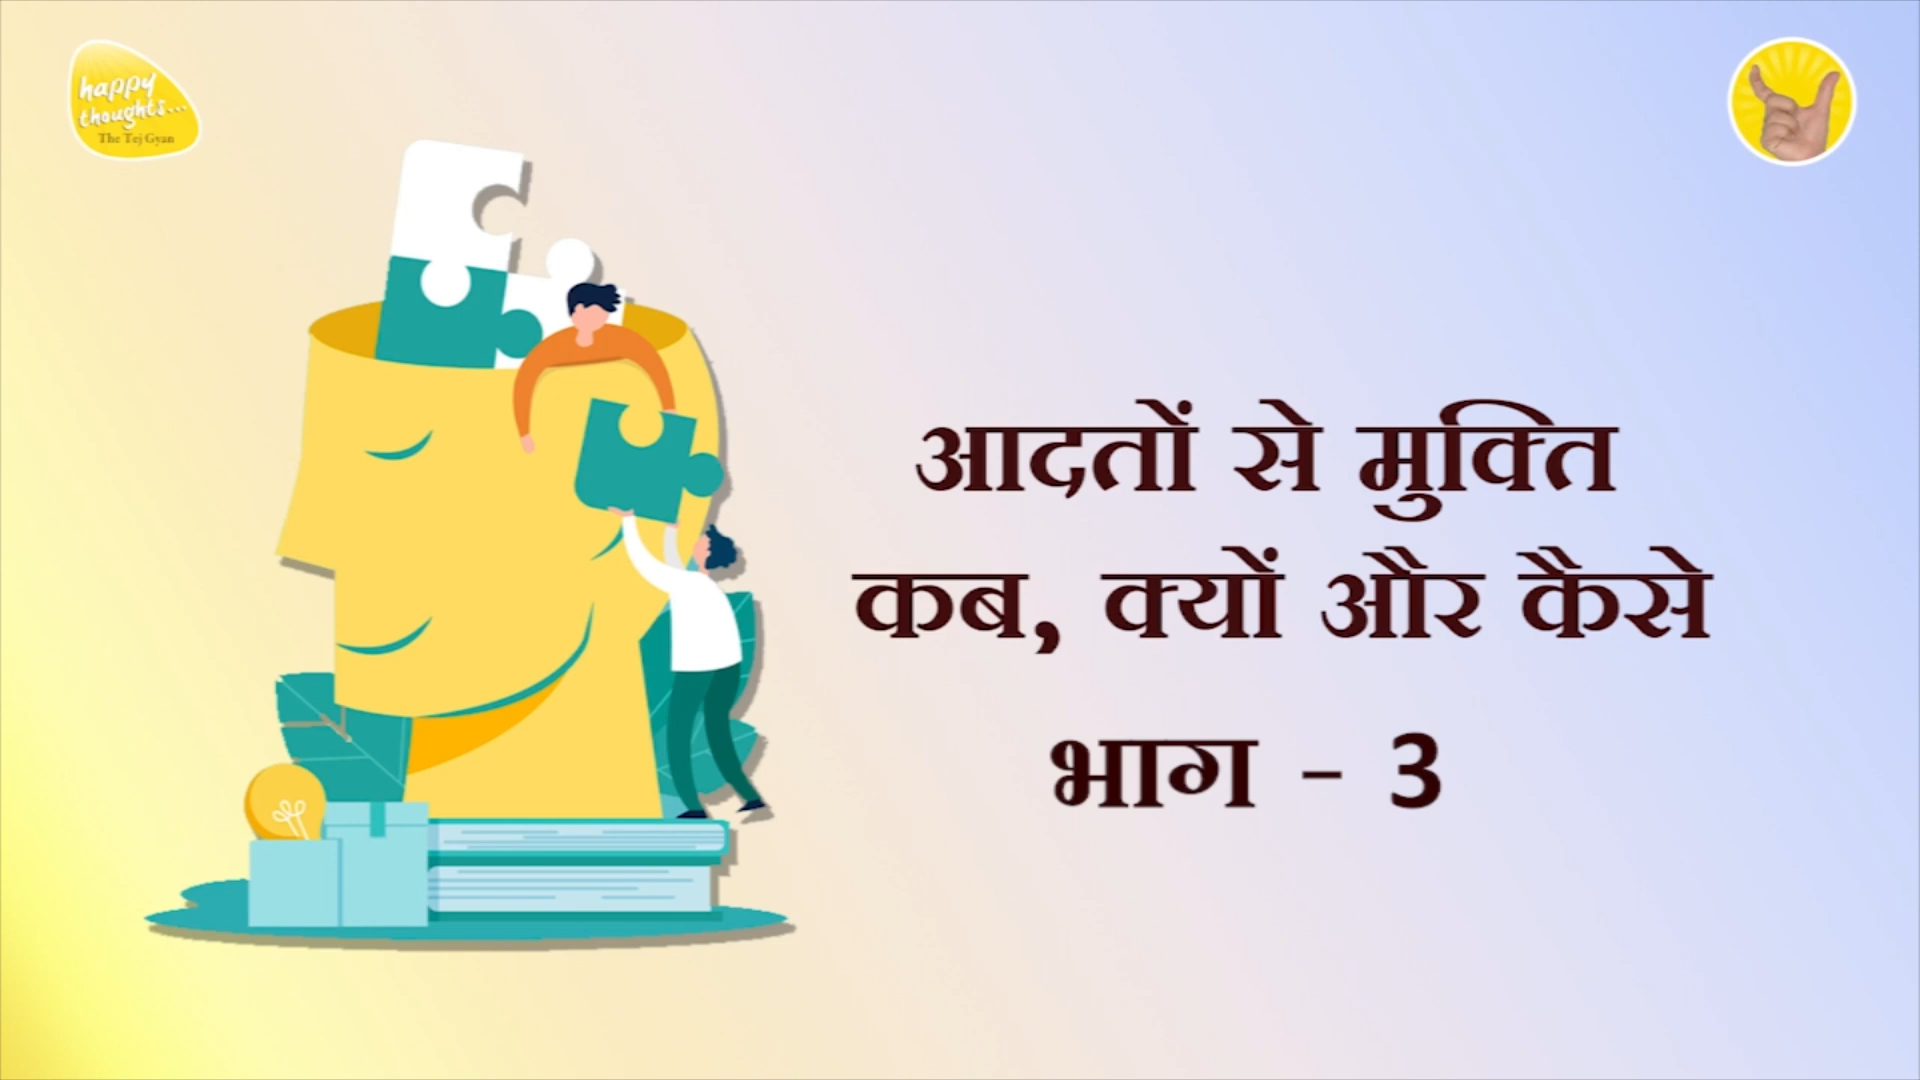 happy
thoughts...
The Tej Gyan
आदतों से मुक्ति
कब, क्यों और कैसे
भाग - 3